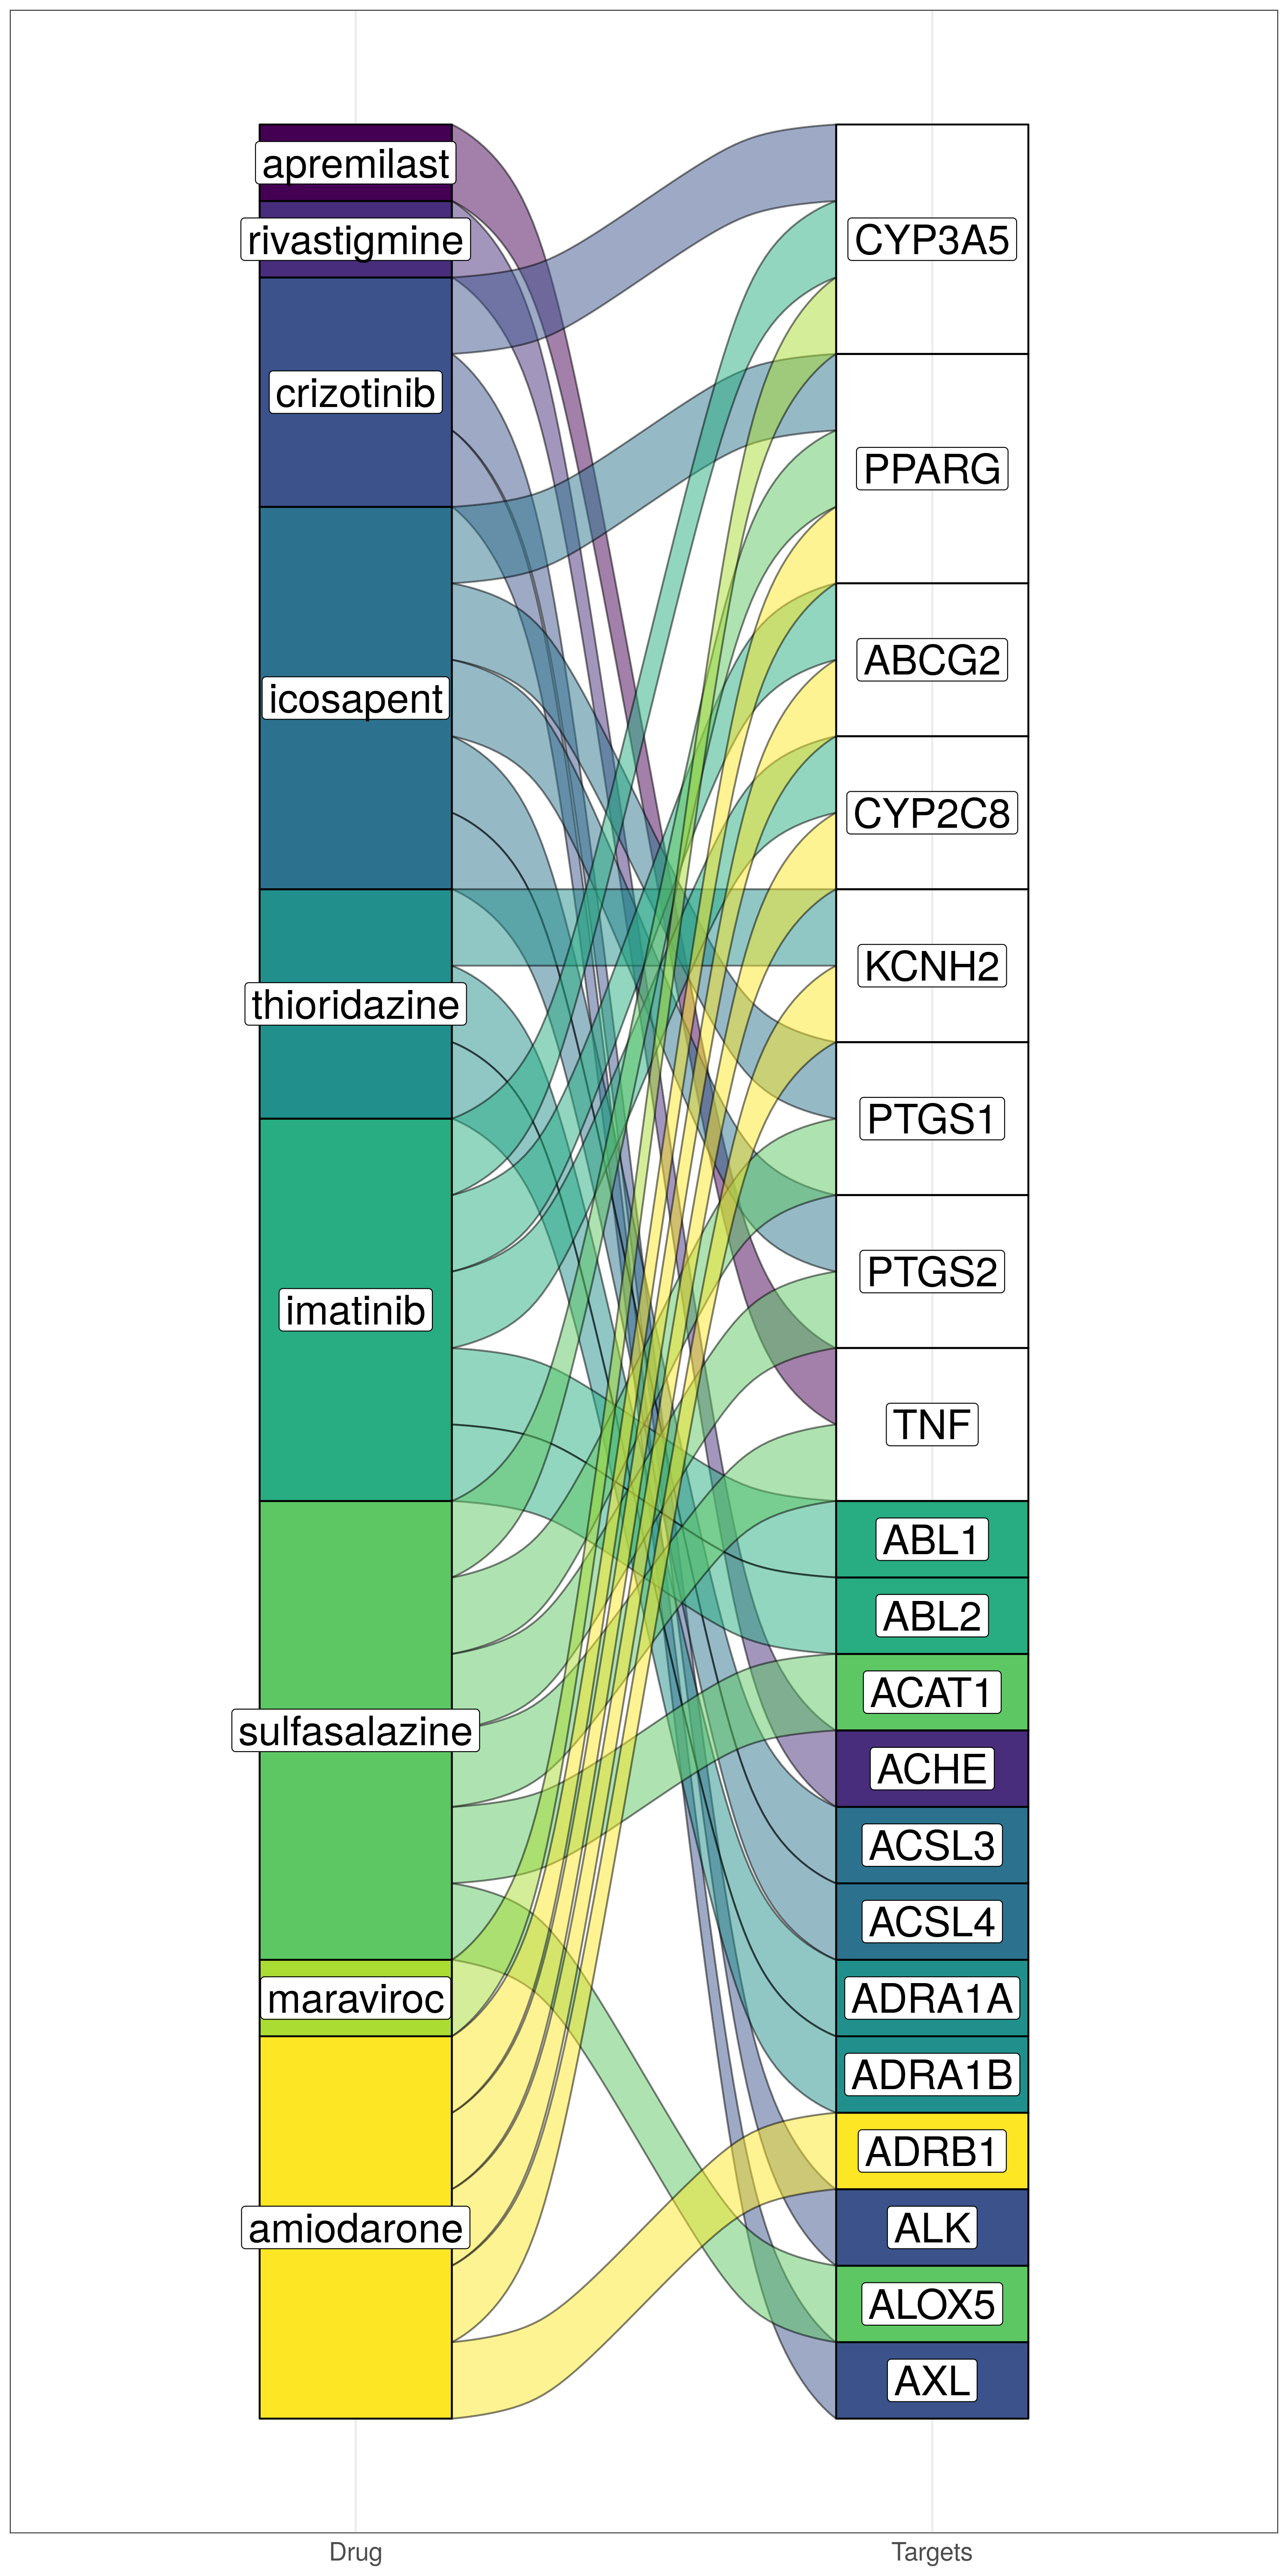 apremilast
rivastigmine
crizotinib
icosapent
thioridazine
imatinib
sulfasalazine
maraviroc
amiodarone
CYP3A5
PPARG
ABCG2
CYP2C8
KCNH2
PTGS1
PTGS2
TNF
ABL1
ABL2
ACAT1
ACHE
ACSL3
ACSL4
ADRA1A
ADRA1B
ADRB1
ALK
ALOX5
AXL
Drug
Targets